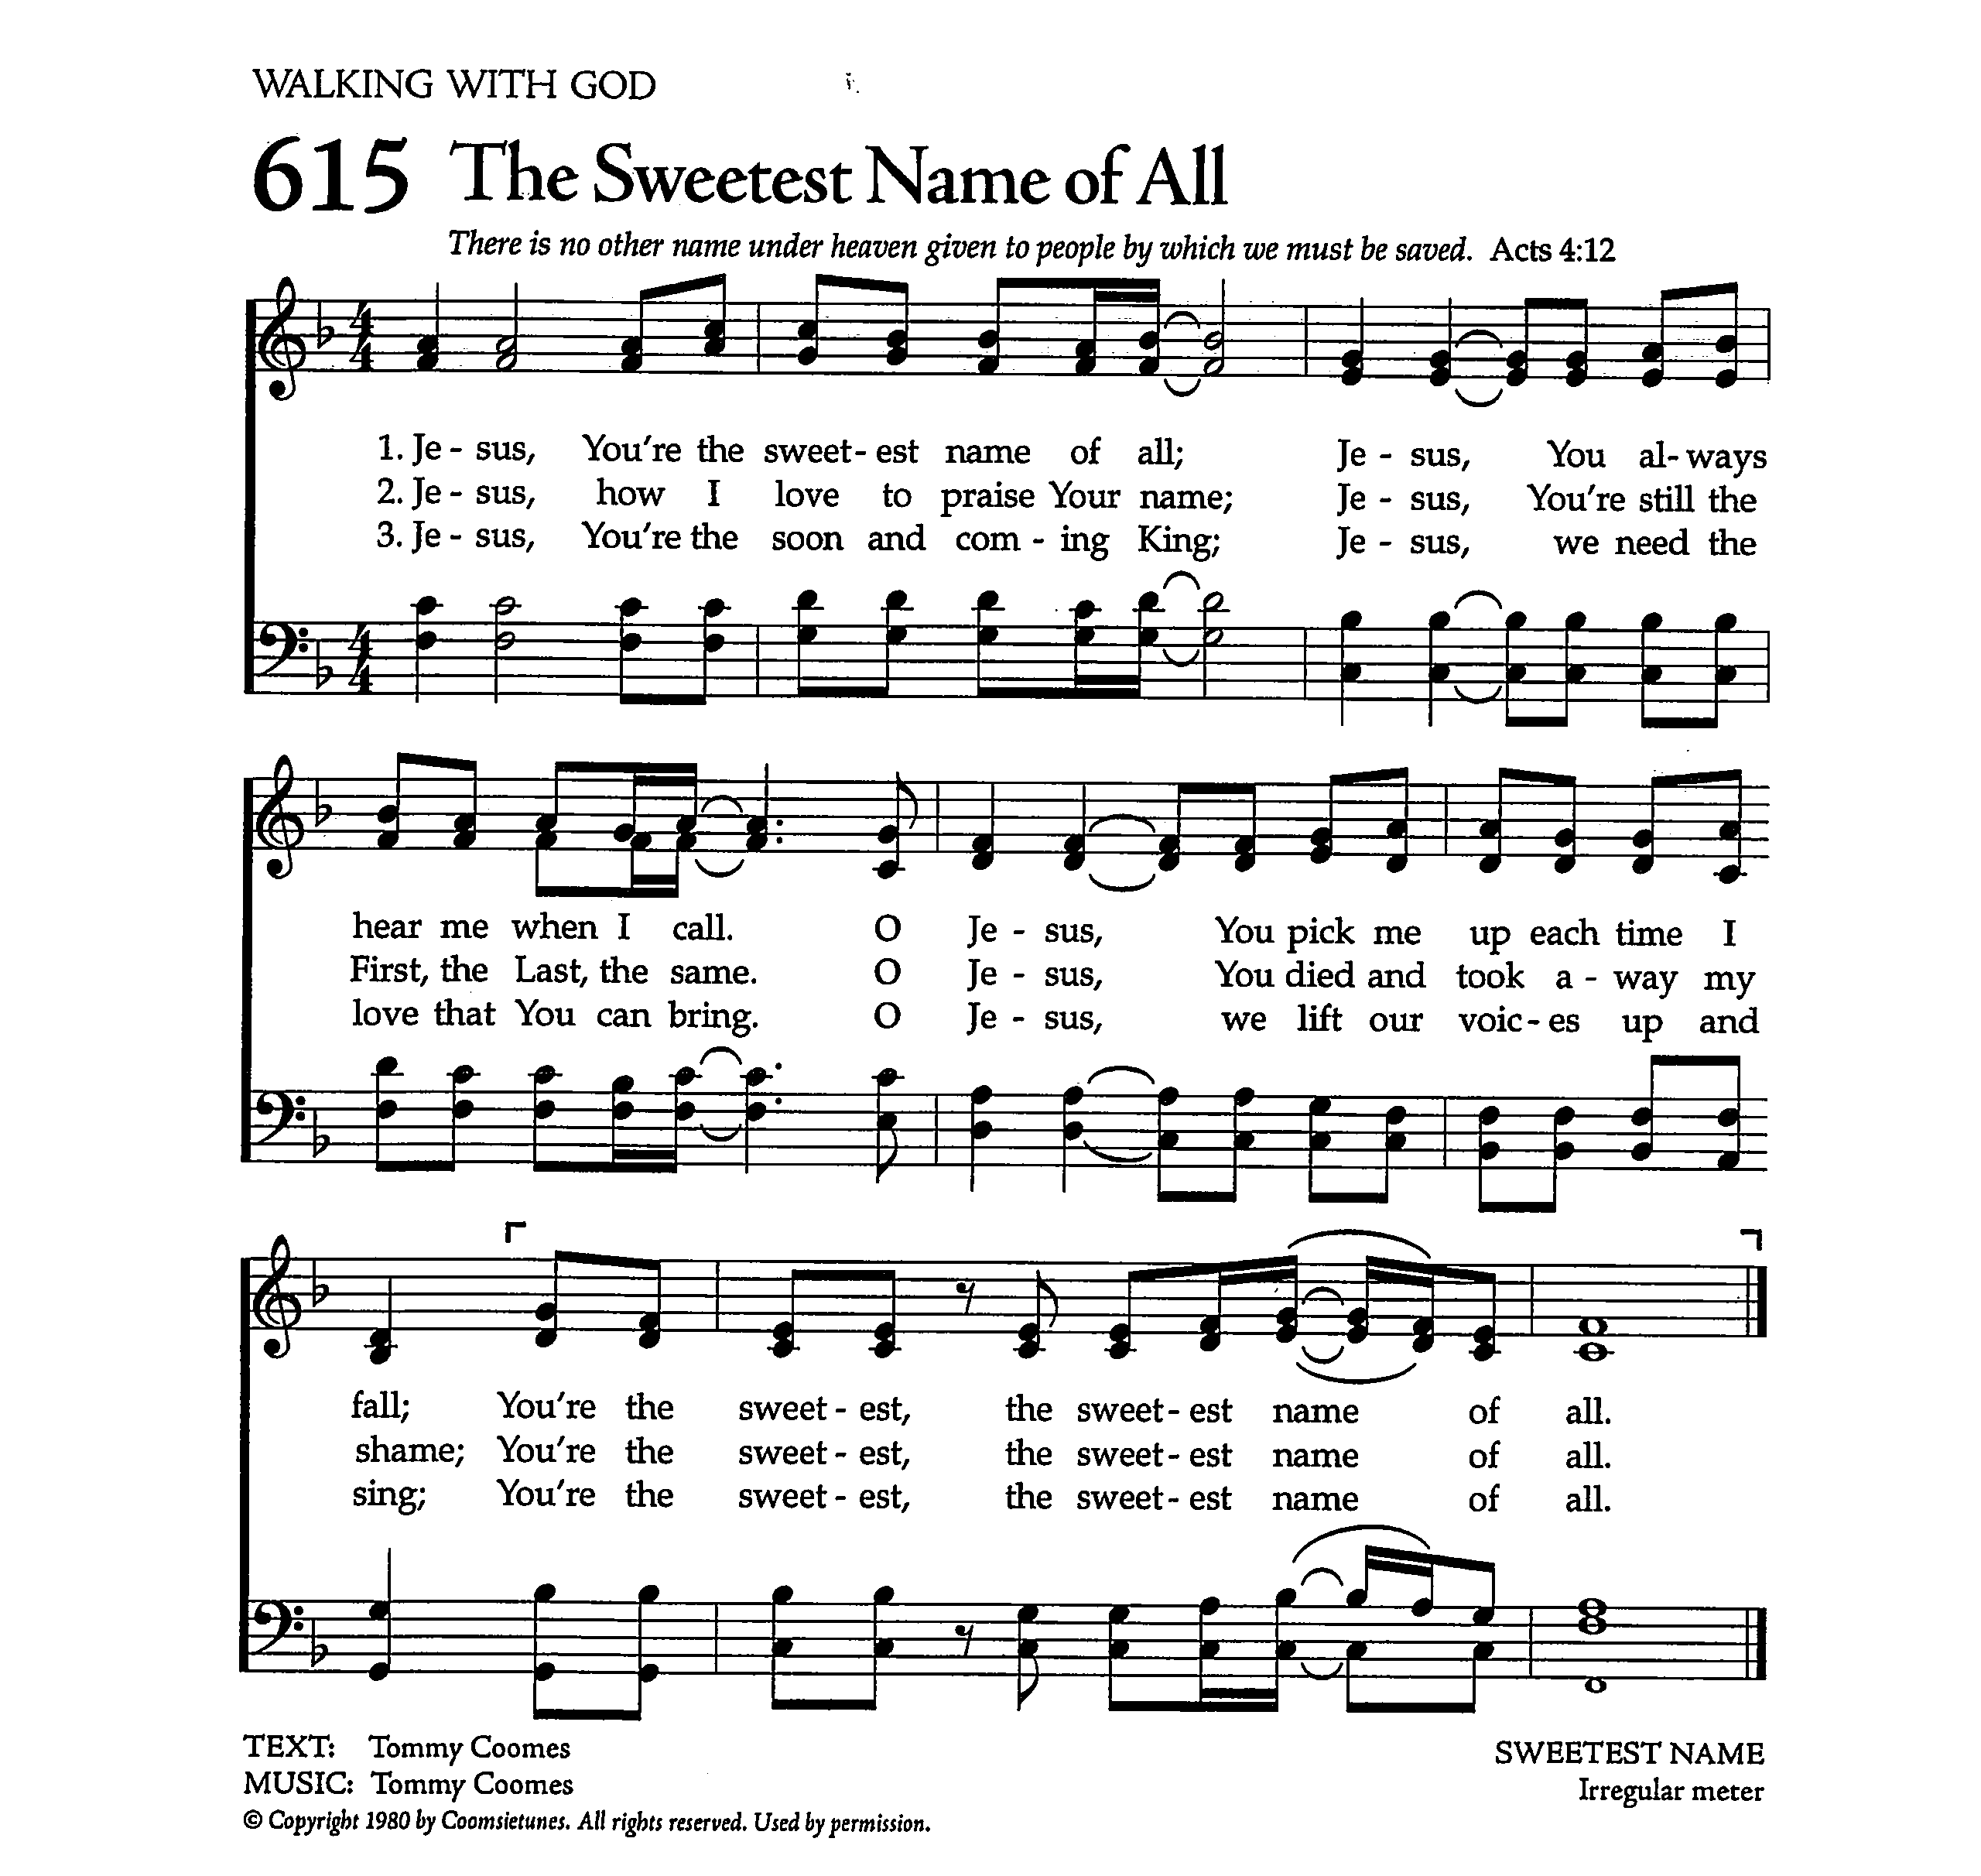 WALKING WITH GOD
615 The Sweetest Name of All
There is no other name under heaven given to people by which we must be saved. Acts 4:12
1. Je - sus, You're the sweet- est name of all; Je - sus, You al- ways
2. Je - sus, how I love to praise Your name; Je - sus, You're still the
3. Je - sus, You're the soon and com - ing King; Je - sus, we need the
hear me when I call. O Je - sus, You pick me up each time I
First, the Last, the same. O Je - sus, You died and took a - way my
love that You can bring. O Je - sus, we lift our voic - es up and
fall; You're the sweet - est, the sweet- est name of all.
shame; You're the sweet - est, the sweet- est name of all.
sing; You're the sweet - est, the sweet- est name of all.
TEXT: Tommy Coomes
MUSIC: Tommy Coomes
© Copyright 1980 by Coomsietunes. All rights reserved. Used by permission.
SWEETEST NAME
Irregular meter